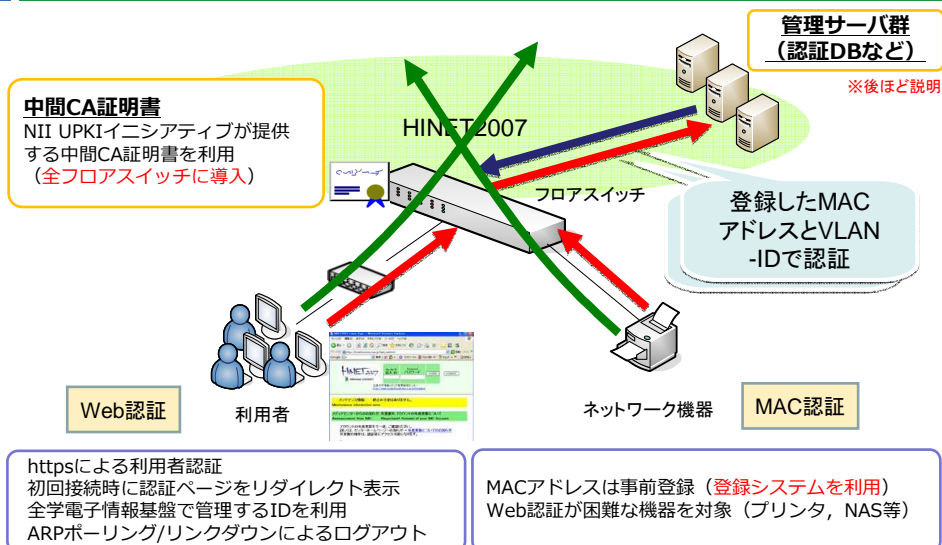 管理サーバ群
（認証DBなど）
※後ほど説明
中間CA証明書
NII UPKIイニシアティブが提供
する中間CA証明書を利用
（全フロアスイッチに導入）
HINET2007
フロアスイッチ
登録したMAC
アドレスとVLAN
-IDで認証
HINET2007
Web認証
利用者
ネットワーク機器
MAC認証
httpsによる利用者認証
初回接続時に認証ページをリダイレクト表示
全学電子情報基盤で管理するIDを利用
ARPポーリング/リンクダウンによるログアウト
MACアドレスは事前登録（登録システムを利用）
Web認証が困難な機器を対象（プリンタ，NAS等）